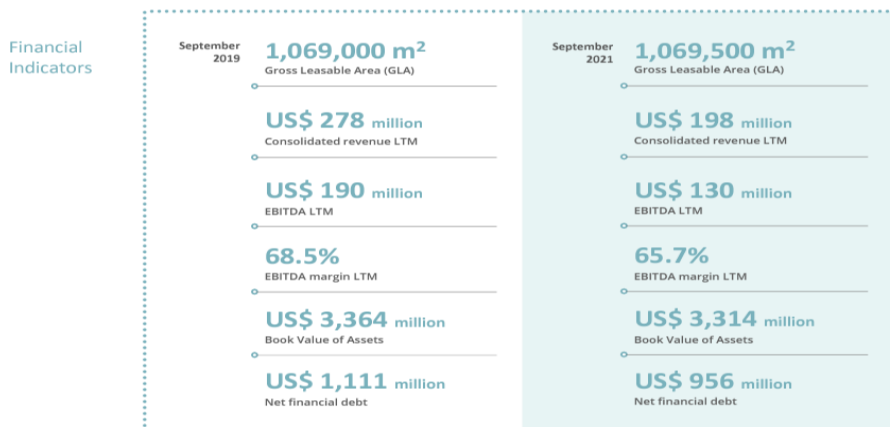 Financial
Indicators
September
2019
1,069,000 m²
Gross Leasable Area (GLA)
US$ 278 million
Consolidated revenue LTM
US$ 190 million
EBITDA LTM
68.5%
EBITDA margin LTM
US$ 3,364 million
Book Value of Assets
US$ 1,111 million
Net financial debt
September
2021
1,069,500 m²
Gross Leasable Area (GLA)
US$ 198 million
Consolidated revenue LTM
US$ 130 million
EBITDA LTM
65.7%
EBITDA margin LTM
US$ 3,314 million
Book Value of Assets
US$ 956 million
Net financial debt